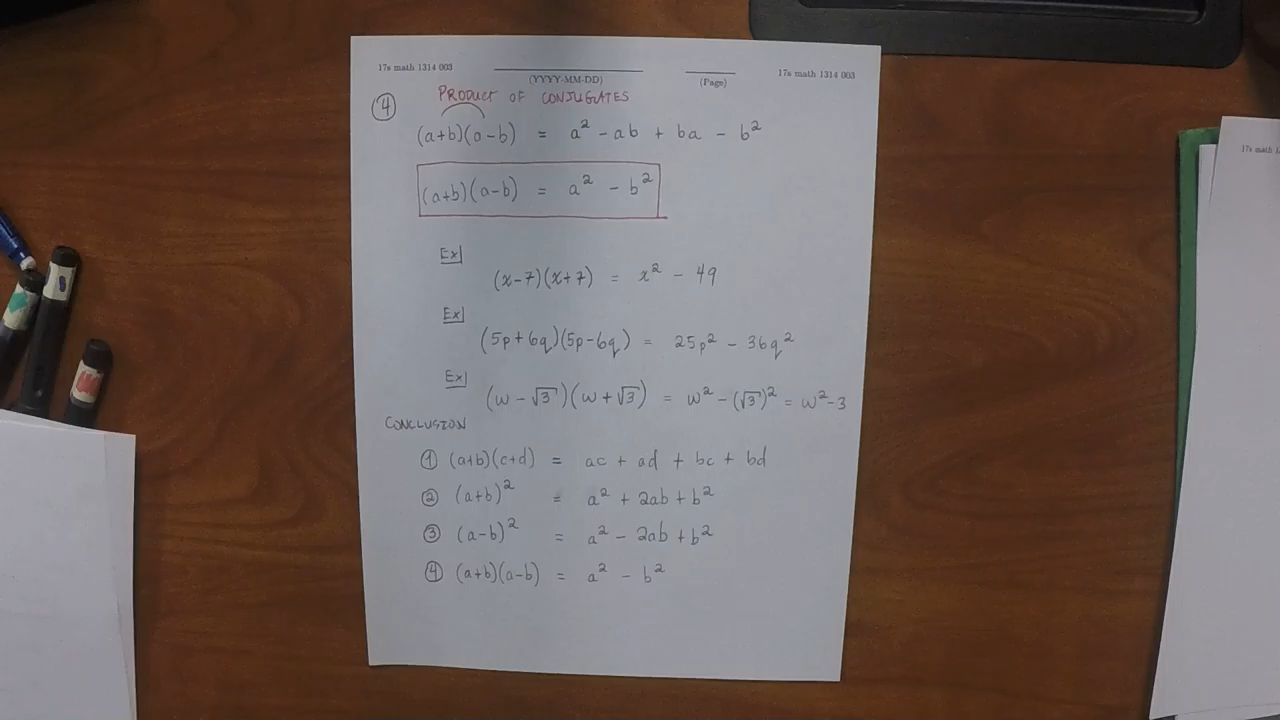 17s math 1314 003 (YYYY-MM-DD) (Page) 17s math 1314 003
④ PRODUCT OF CONJUGATES
(a+b)(a-b) = a² - ab + ba - b²
(a+b)(a-b) = a² - b²
Ex
(x-7)(x+7) = x² - 49
Ex
(5p+6q)(5p-6q) = 25p² - 36q²
Ex
(w - √3)(w + √3) = w² - (√3)² = w² - 3
CONCLUSION
① (a+b)(c+d) = ac + ad + bc + bd
② (a+b)² = a² + 2ab + b²
③ (a-b)² = a² - 2ab + b²
④ (a+b)(a-b) = a² - b²
17s math